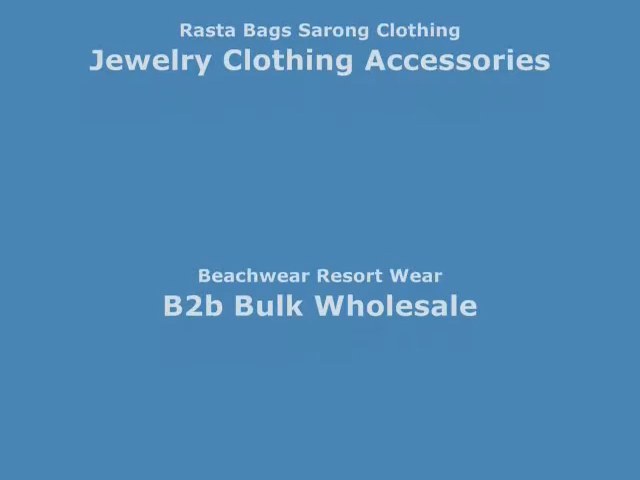 Rasta Bags Sarong Clothing
Jewelry Clothing Accessories
Beachwear Resort Wear
B2b Bulk Wholesale